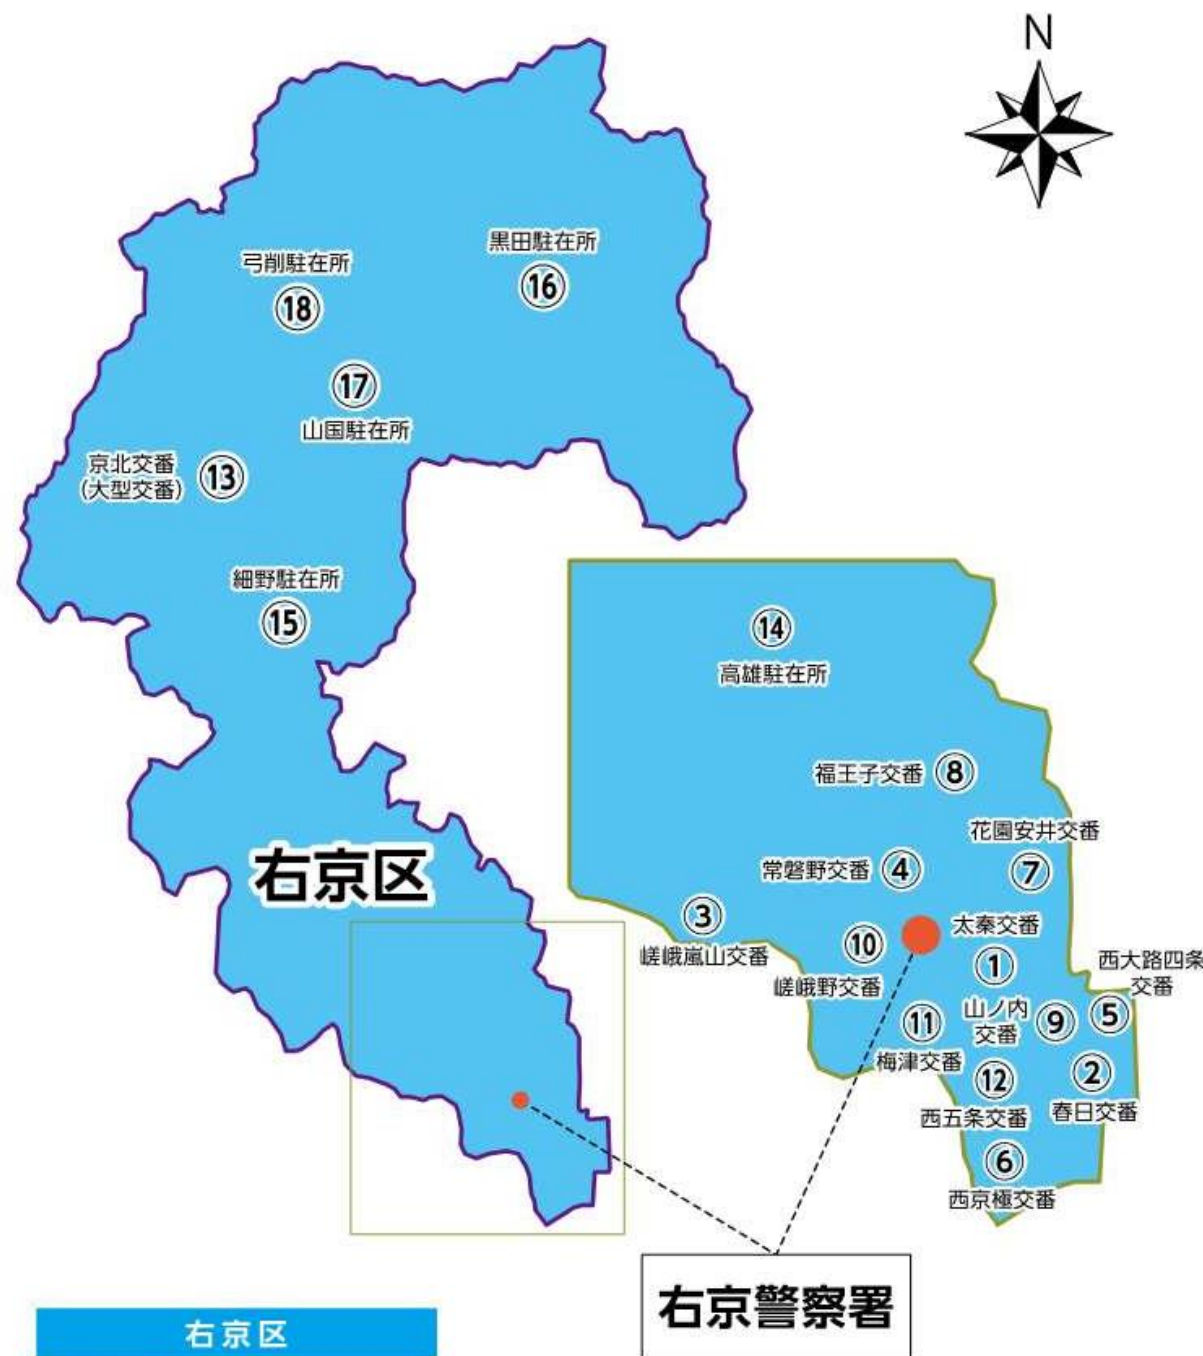 N
黒田駐在所
⑯
弓削駐在所
⑱
⑰
山国駐在所
京北交番
(大型交番)
⑬
細野駐在所
⑮
⑭
高雄駐在所
福王子交番 ⑧
花園安井交番
⑦
常磐野交番 ④
右京区
③
嵯峨嵐山交番
⑩
嵯峨野交番
太秦交番
①
西大路四条
交番
⑤
山ノ内
交番
⑨
⑪
梅津交番
②
春日交番
⑫
西五条交番
⑥
西京極交番
右京警察署
右京区